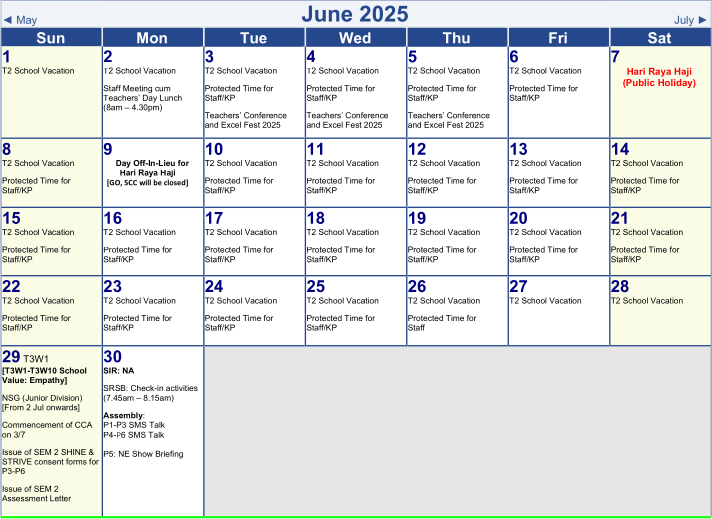 June 2025
◄ May
July ►
Sun Mon Tue Wed Thu Fri Sat
1
T2 School Vacation
2
T2 School Vacation
Staff Meeting cum
Teachers' Day Lunch
(8am – 4.30pm)
3
T2 School Vacation
Protected Time for
Staff/KP
Teachers' Conference
and Excel Fest 2025
4
T2 School Vacation
Protected Time for
Staff/KP
Teachers' Conference
and Excel Fest 2025
5
T2 School Vacation
Protected Time for
Staff/KP
Teachers' Conference
and Excel Fest 2025
6
T2 School Vacation
Protected Time for
Staff/KP
7
Hari Raya Haji
(Public Holiday)
8
T2 School Vacation
Protected Time for
Staff/KP
9
Day Off-In-Lieu for
Hari Raya Haji
[GO, SCC will be closed]
10
T2 School Vacation
Protected Time for
Staff/KP
11
T2 School Vacation
Protected Time for
Staff/KP
12
T2 School Vacation
Protected Time for
Staff/KP
13
T2 School Vacation
Protected Time for
Staff/KP
14
T2 School Vacation
Protected Time for
Staff/KP
15
T2 School Vacation
Protected Time for
Staff/KP
16
T2 School Vacation
Protected Time for
Staff/KP
17
T2 School Vacation
Protected Time for
Staff/KP
18
T2 School Vacation
Protected Time for
Staff/KP
19
T2 School Vacation
Protected Time for
Staff/KP
20
T2 School Vacation
Protected Time for
Staff/KP
21
T2 School Vacation
Protected Time for
Staff/KP
22
T2 School Vacation
Protected Time for
Staff/KP
23
T2 School Vacation
Protected Time for
Staff/KP
24
T2 School Vacation
Protected Time for
Staff/KP
25
T2 School Vacation
Protected Time for
Staff/KP
26
T2 School Vacation
Protected Time for
Staff
27
T2 School Vacation
28
T2 School Vacation
29 T3W1
[T3W1-T3W10 School
Value: Empathy]
NSG (Junior Division)
[From 2 Jul onwards]
Commencement of CCA
on 3/7
Issue of SEM 2 SHINE &
STRIVE consent forms for
P3-P6
Issue of SEM 2
Assessment Letter
30
SIR: NA
SRSB: Check-in activities
(7.45am – 8.15am)
Assembly:
P1-P3 SMS Talk
P4-P6 SMS Talk
P5: NE Show Briefing